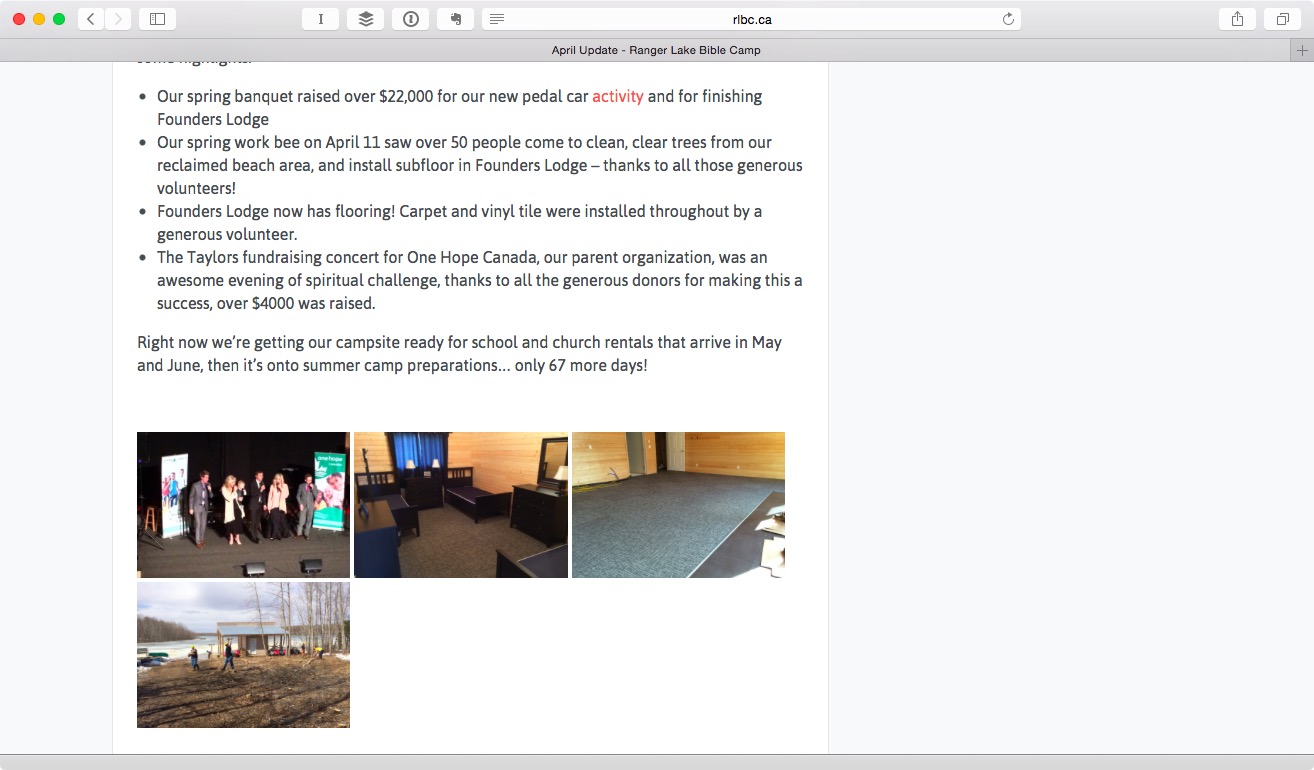 rlbc.ca
April Update - Ranger Lake Bible Camp
some highlights:
• Our spring banquet raised over $22,000 for our new pedal car activity and for finishing
Founders Lodge
• Our spring work bee on April 11 saw over 50 people come to clean, clear trees from our
reclaimed beach area, and install subfloor in Founders Lodge – thanks to all those generous
volunteers!
• Founders Lodge now has flooring! Carpet and vinyl tile were installed throughout by a
generous volunteer.
• The Taylors fundraising concert for One Hope Canada, our parent organization, was an
awesome evening of spiritual challenge, thanks to all the generous donors for making this a
success, over $4000 was raised.
Right now we’re getting our campsite ready for school and church rentals that arrive in May
and June, then it’s onto summer camp preparations… only 67 more days!
one hope